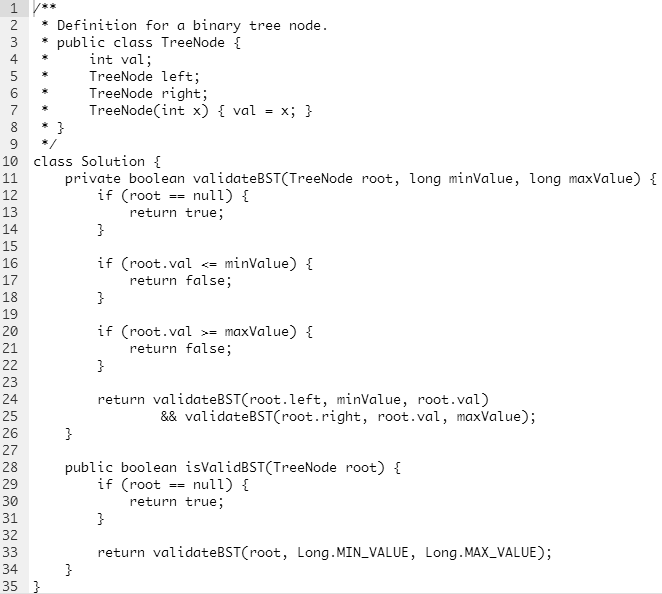 1 /**
2  * Definition for a binary tree node.
3  * public class TreeNode {
4  *     int val;
5  *     TreeNode left;
6  *     TreeNode right;
7  *     TreeNode(int x) { val = x; }
8  * }
9  */
10 class Solution {
11     private boolean validateBST(TreeNode root, long minValue, long maxValue) {
12         if (root == null) {
13             return true;
14         }
15
16         if (root.val <= minValue) {
17             return false;
18         }
19
20         if (root.val >= maxValue) {
21             return false;
22         }
23
24         return validateBST(root.left, minValue, root.val)
25                 && validateBST(root.right, root.val, maxValue);
26     }
27
28     public boolean isValidBST(TreeNode root) {
29         if (root == null) {
30             return true;
31         }
32
33         return validateBST(root, Long.MIN_VALUE, Long.MAX_VALUE);
34     }
35 }